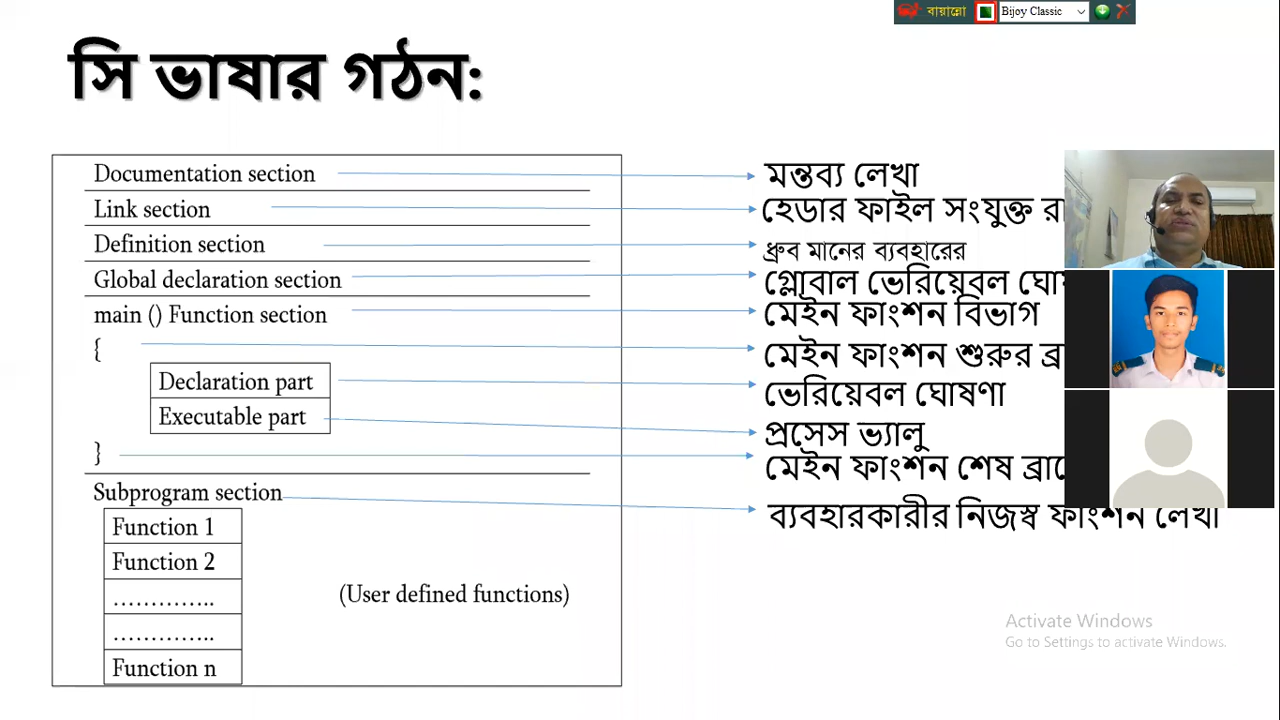 বায়ান্নো Bijoy Classic
সি ভাষার গঠন:
Documentation section
মন্তব্য লেখা
Link section
হেডার ফাইল সংযুক্ত
Definition section
ধ্রুব মানের ব্যবহারের
Global declaration section
গ্লোবাল ভেরিয়েবল
main () Function section
মেইন ফাংশন বিভাগ
{
মেইন ফাংশন শুরুর
Declaration part
ভেরিয়েবল ঘোষণা
Executable part
প্রসেস ভ্যালু
}
মেইন ফাংশন শেষ
Subprogram section
ব্যবহারকারীর নিজস্ব ফাংশন লেখা
Function 1
Function 2
…………..
(User defined functions)
…………..
Function n
Activate Windows
Go to Settings to activate Windows.